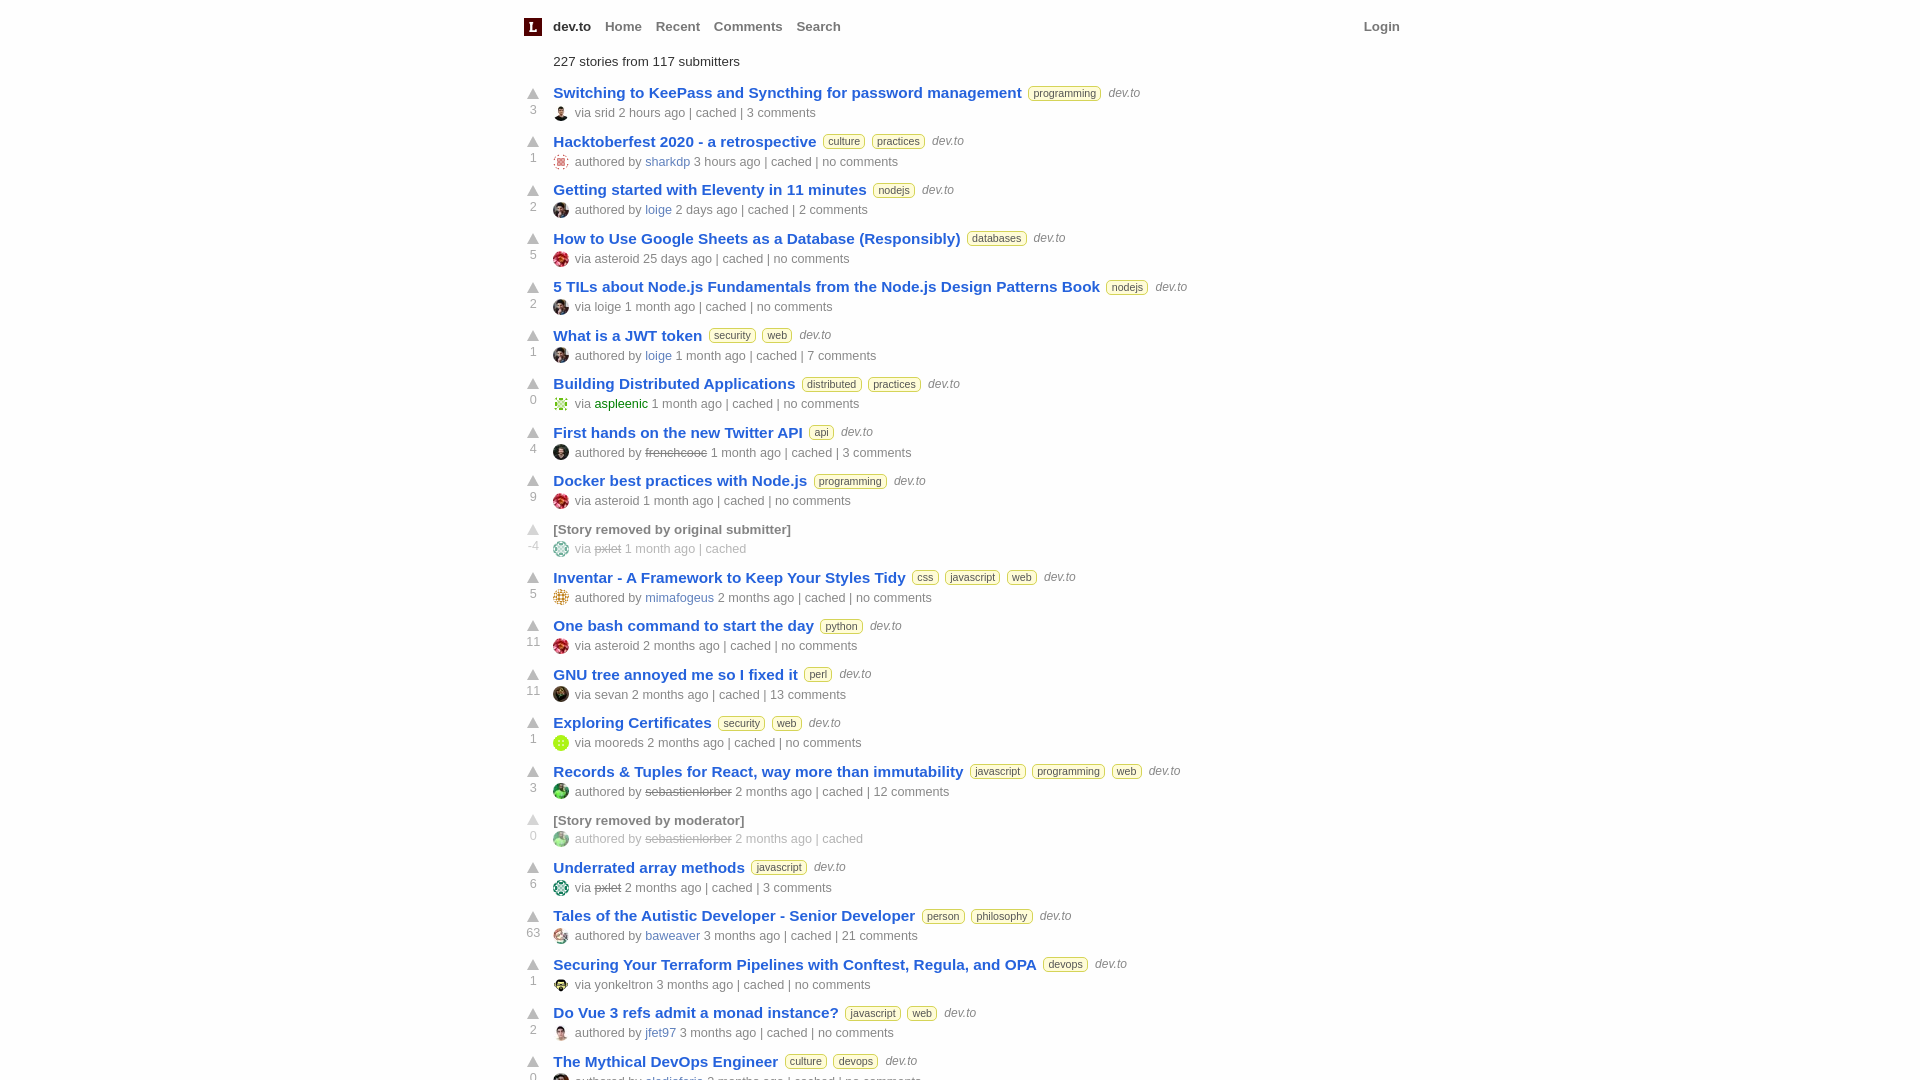 L dev.to Home Recent Comments Search Login
227 stories from 117 submitters
Switching to KeePass and Syncthing for password management programming dev.to
3 via srid 2 hours ago | cached | 3 comments
Hacktoberfest 2020 - a retrospective culture practices dev.to
1 authored by sharkdp 3 hours ago | cached | no comments
Getting started with Eleventy in 11 minutes nodejs dev.to
2 authored by loige 2 days ago | cached | 2 comments
How to Use Google Sheets as a Database (Responsibly) databases dev.to
5 via asteroid 25 days ago | cached | no comments
5 TILs about Node.js Fundamentals from the Node.js Design Patterns Book nodejs dev.to
2 via loige 1 month ago | cached | no comments
What is a JWT token security web dev.to
1 authored by loige 1 month ago | cached | 7 comments
Building Distributed Applications distributed practices dev.to
0 via aspleenic 1 month ago | cached | no comments
First hands on the new Twitter API api dev.to
4 authored by frenchcooc 1 month ago | cached | 3 comments
Docker best practices with Node.js programming dev.to
9 via asteroid 1 month ago | cached | no comments
[Story removed by original submitter]
-4 via pxlet 1 month ago | cached
Inventar - A Framework to Keep Your Styles Tidy css javascript web dev.to
5 authored by mimafogeus 2 months ago | cached | no comments
One bash command to start the day python dev.to
11 via asteroid 2 months ago | cached | no comments
GNU tree annoyed me so I fixed it perl dev.to
11 via sevan 2 months ago | cached | 13 comments
Exploring Certificates security web dev.to
1 via mooreds 2 months ago | cached | no comments
Records & Tuples for React, way more than immutability javascript programming web dev.to
3 authored by sebastienlorber 2 months ago | cached | 12 comments
[Story removed by moderator]
0 authored by sebastienlorber 2 months ago | cached
Underrated array methods javascript dev.to
6 via pxlet 2 months ago | cached | 3 comments
Tales of the Autistic Developer - Senior Developer person philosophy dev.to
63 authored by baweaver 3 months ago | cached | 21 comments
Securing Your Terraform Pipelines with Conftest, Regula, and OPA devops dev.to
1 via yonkeltron 3 months ago | cached | no comments
Do Vue 3 refs admit a monad instance? javascript web dev.to
2 authored by jfet97 3 months ago | cached | no comments
The Mythical DevOps Engineer culture devops dev.to
0 authored by